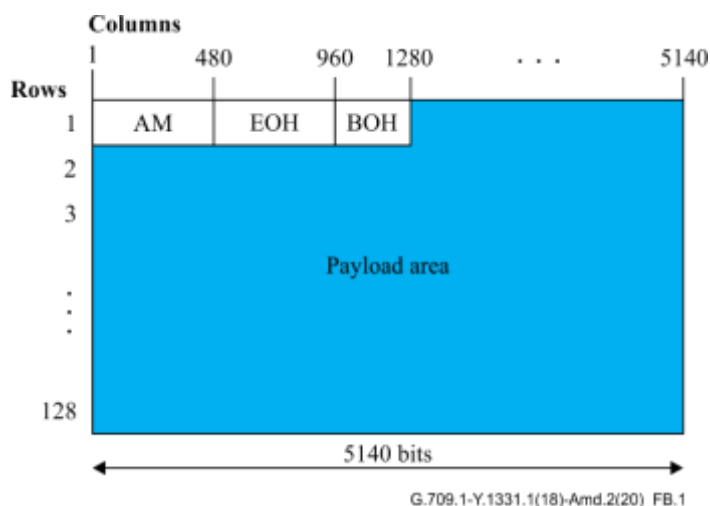 Columns
1 480 960 1280 . . . 5140
Rows
1 AM EOH BOH
2
3
Payload area
.
.
.
128
5140 bits
G.709.1-Y.1331.1(18)-Amd.2(20)_FB.1